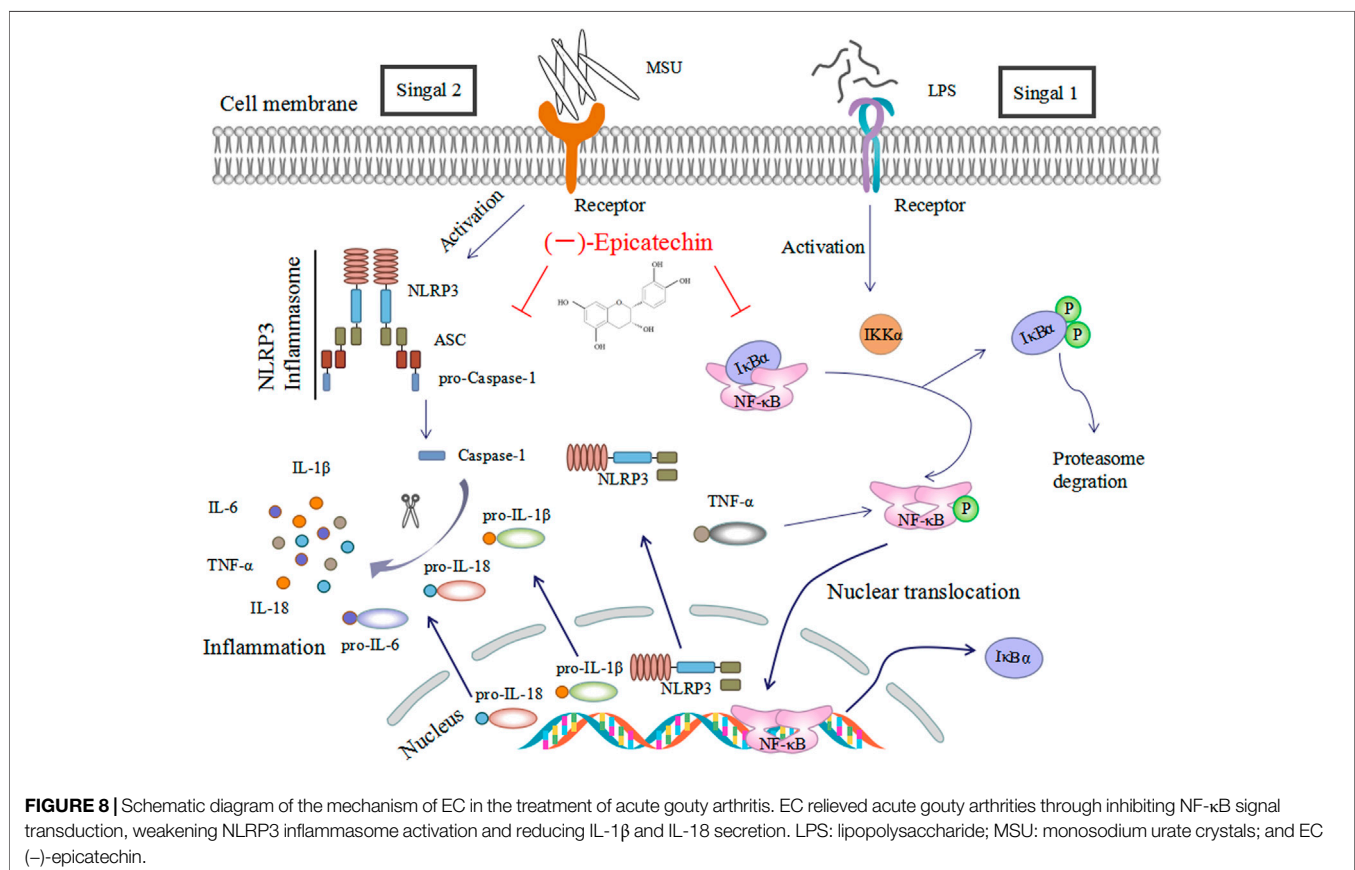 MSU
Singal 2
LPS
Singal 1
Cell membrane
Receptor
Receptor
Activation
(—)-Epicatechin
Activation
OH
OH
HO
O
OH
OH
NLRP3
Inflammasome
NLRP3
ASC
pro-Caspase-1
IKKα
P
IκBα
P
IκBα
NF-κB
Caspase-1
NLRP3
Proteasome
degration
IL-1β
IL-6
TNF-α
IL-18
Inflammation
pro-IL-1β
pro-IL-18
pro-IL-6
TNF-α
NF-κB
P
Nuclear translocation
IκBα
Nucleus
pro-IL-18
pro-IL-1β
NLRP3
NF-κB
FIGURE 8 | Schematic diagram of the mechanism of EC in the treatment of acute gouty arthritis. EC relieved acute gouty arthrities through inhibiting NF-κB signal
transduction, weakening NLRP3 inflammasome activation and reducing IL-1β and IL-18 secretion. LPS: lipopolysaccharide; MSU: monosodium urate crystals; and EC
(–)-epicatechin.